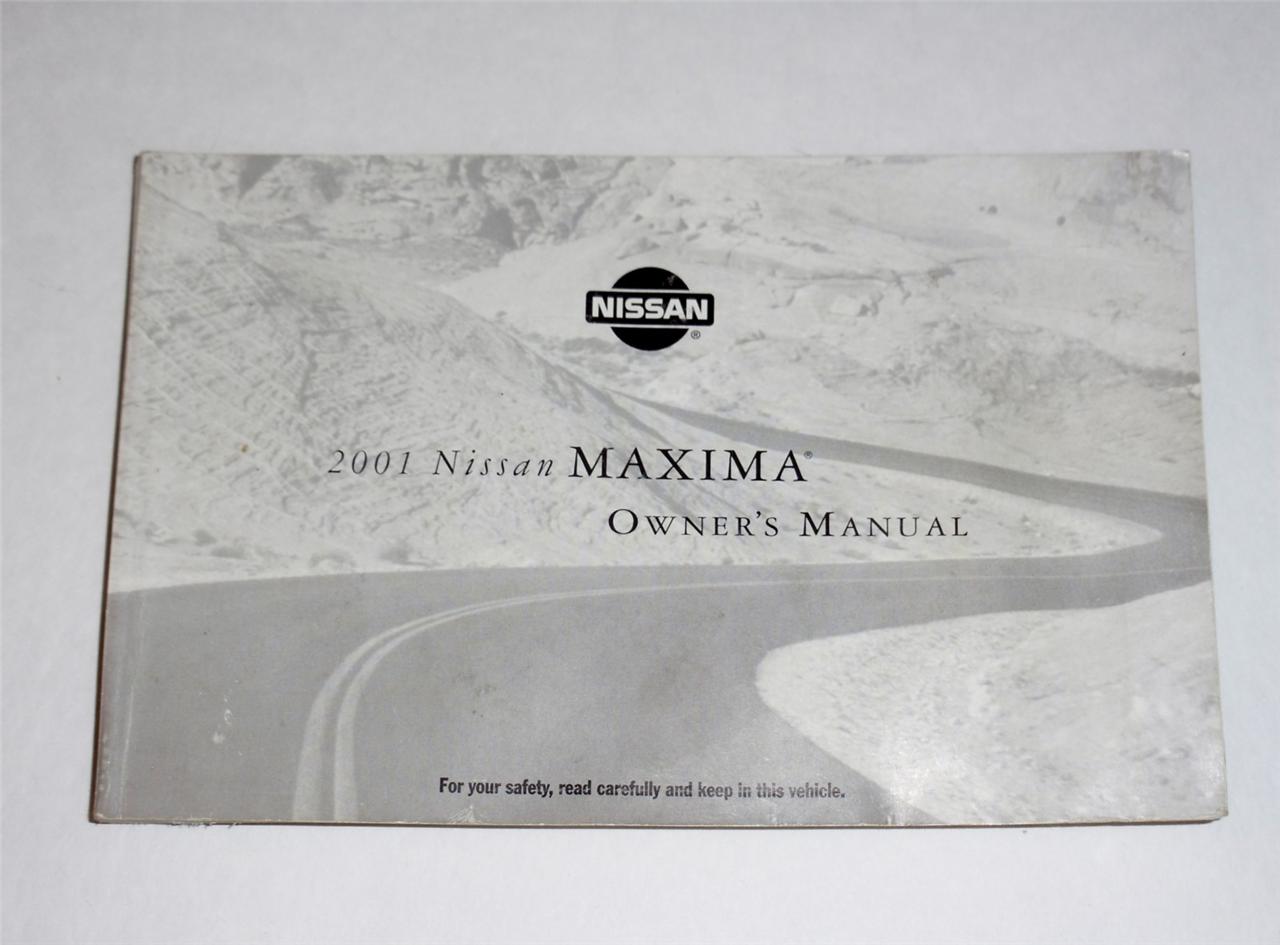 NISSAN®
2001 Nissan MAXIMA®
OWNER'S MANUAL
For your safety, read carefully and keep in this vehicle.